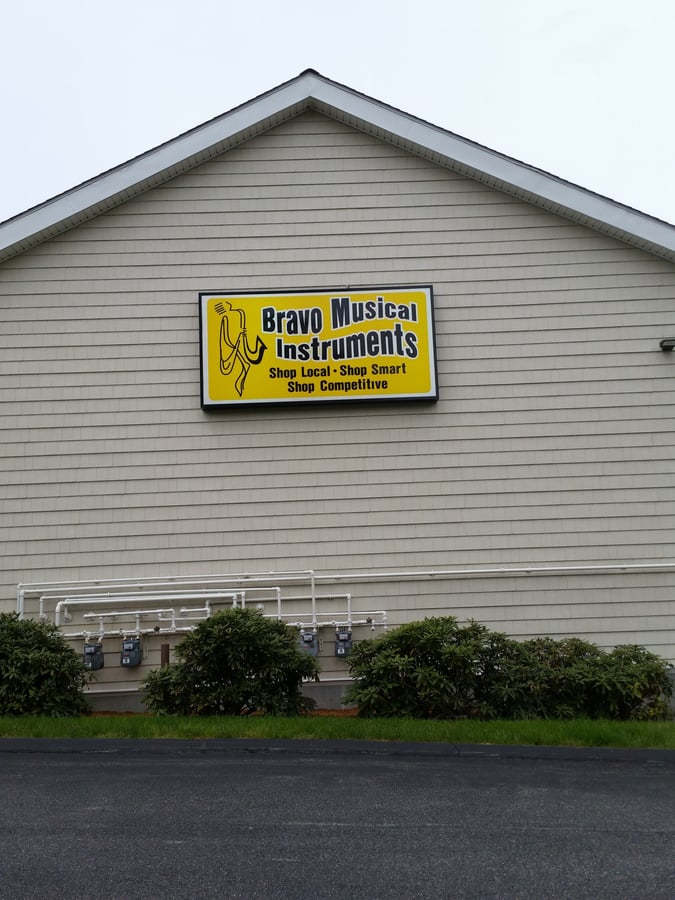 Bravo Musical
Instruments
Shop Local • Shop Smart
Shop Competitive